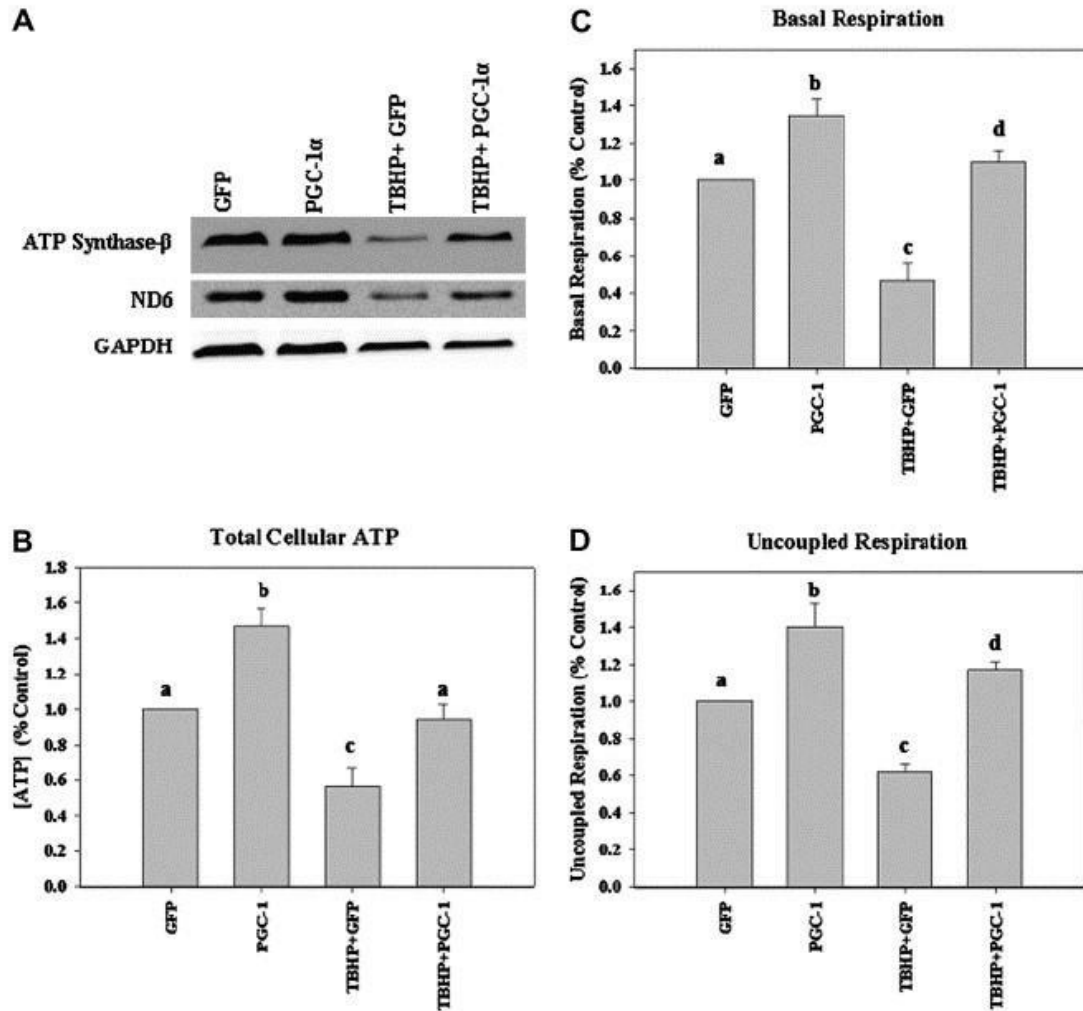 A
GFP
PGC-1α
TBHP+ GFP
TBHP+ PGC-1α
ATP Synthase-β
ND6
GAPDH
B
Total Cellular ATP
[ATP] (%Control)
1.8
1.6
1.4
1.2
1.0
0.8
0.6
0.4
0.2
0.0
a
b
c
a
GFP
PGC-1
TBHP+GFP
TBHP+PGC-1
C
Basal Respiration
Basal Respiration (% Control)
1.6
1.4
1.2
1.0
0.8
0.6
0.4
0.2
0.0
a
b
c
d
GFP
PGC-1
TBHP+GFP
TBHP+PGC-1
D
Uncoupled Respiration
Uncoupled Respiration (% Control)
1.6
1.4
1.2
1.0
0.8
0.6
0.4
0.2
0.0
a
b
c
d
GFP
PGC-1
TBHP+GFP
TBHP+PGC-1